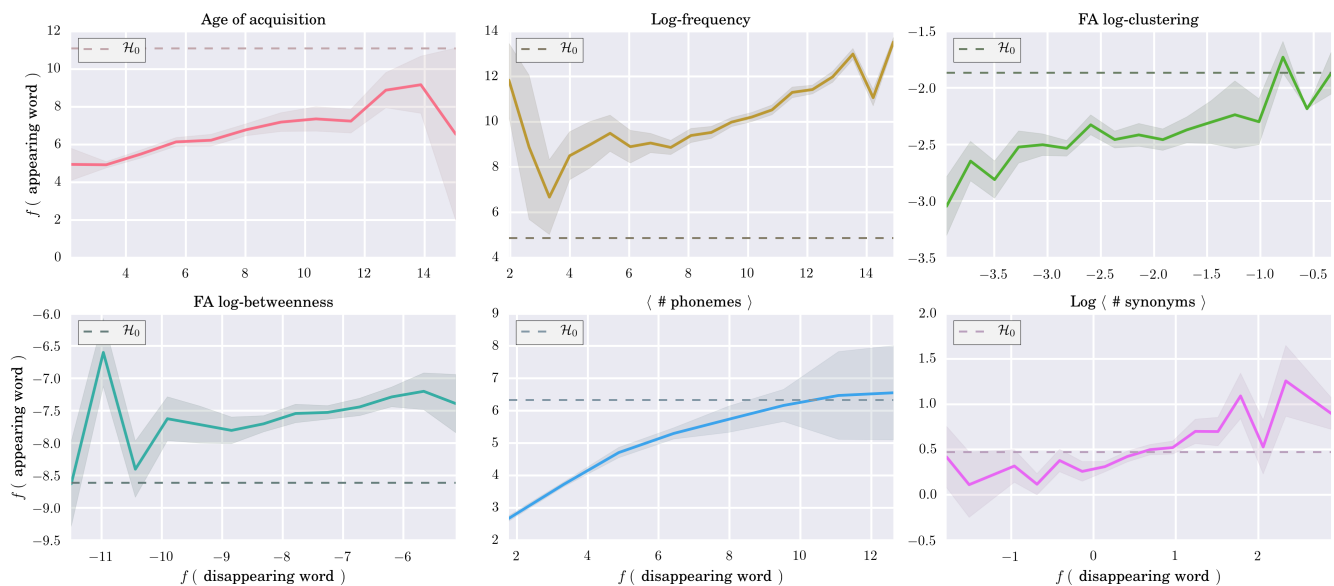 Age of acquisition
12
10
8
6
4
2
0
f ( appearing word )
H₀
4 6 8 10 12 14
Log-frequency
14
12
10
8
6
4
H₀
2 4 6 8 10 12 14
FA log-clustering
−1.5
−2.0
−2.5
−3.0
−3.5
H₀
−3.5 −3.0 −2.5 −2.0 −1.5 −1.0 −0.5
FA log-betweenness
−6.0
−6.5
−7.0
−7.5
−8.0
−8.5
−9.0
−9.5
f ( appearing word )
H₀
−11 −10 −9 −8 −7 −6
f ( disappearing word )
⟨ # phonemes ⟩
9
8
7
6
5
4
3
2
H₀
2 4 6 8 10 12
f ( disappearing word )
Log ⟨ # synonyms ⟩
2.0
1.5
1.0
0.5
0.0
−0.5
H₀
−1 0 1 2
f ( disappearing word )